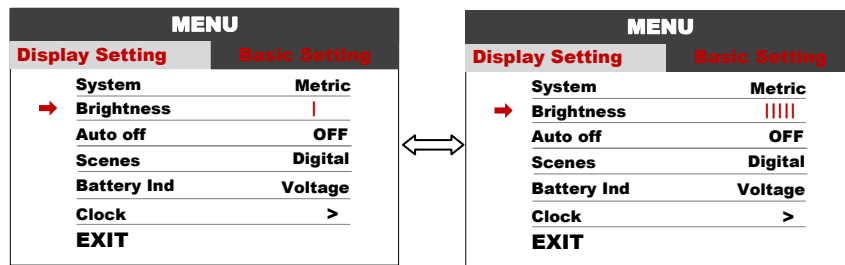 MENU
Display Setting Basic Setting
System Metric
Brightness |
Auto off OFF
Scenes Digital
Battery Ind Voltage
Clock >
EXIT
MENU
Display Setting Basic Setting
System Metric
Brightness |||||
Auto off OFF
Scenes Digital
Battery Ind Voltage
Clock >
EXIT